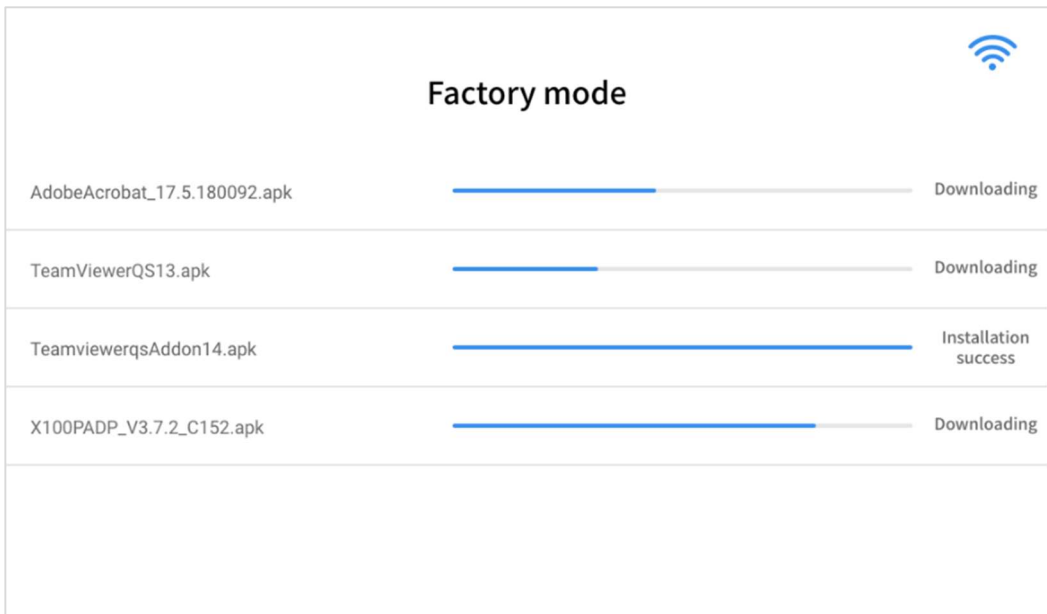 Factory mode
AdobeAcrobat_17.5.180092.apk
Downloading
TeamViewerQS13.apk
Downloading
TeamviewerqsAddon14.apk
Installation
success
X100PADP_V3.7.2_C152.apk
Downloading